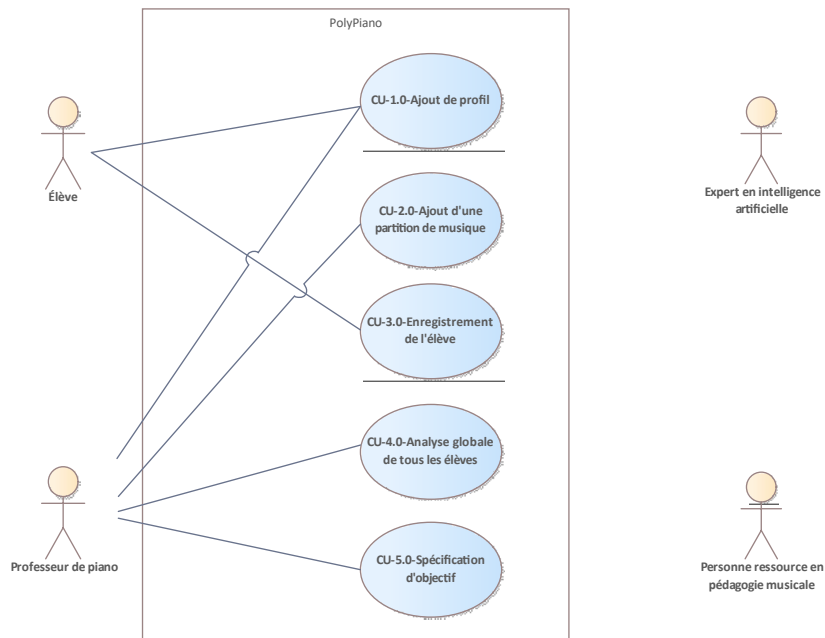 PolyPiano
CU-1.0-Ajout de profil
Élève
Expert en intelligence
artificielle
CU-2.0-Ajout d'une
partition de musique
CU-3.0-Enregistrement
de l'élève
CU-4.0-Analyse globale
de tous les élèves
Professeur de piano
CU-5.0-Spécification
d'objectif
Personne ressource en
pédagogie musicale